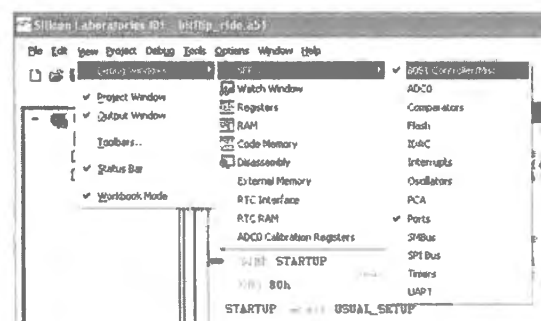 Silicon Laboratories IDE - blitflip_ride.a51
File Edit View Project Debug Tools Options Window Help
Debug Windows
✓ Project Window
✓ Output Window
Toolbars..
✓ Status Bar
✓ Workbook Mode
SFR
Watch Window
Registers
RAM
Code Memory
Disassembly
External Memory
RTC Interface
RTC RAM
ADC0 Calibration Registers
✓ 8051 Controller/Misc
ADC0
Comparators
Flash
IDAC
Interrupts
Oscillators
PCA
✓ Ports
SMBus
SPI Bus
Timers
UART
STARTUP
80h
STARTUP USUAL_SETUP